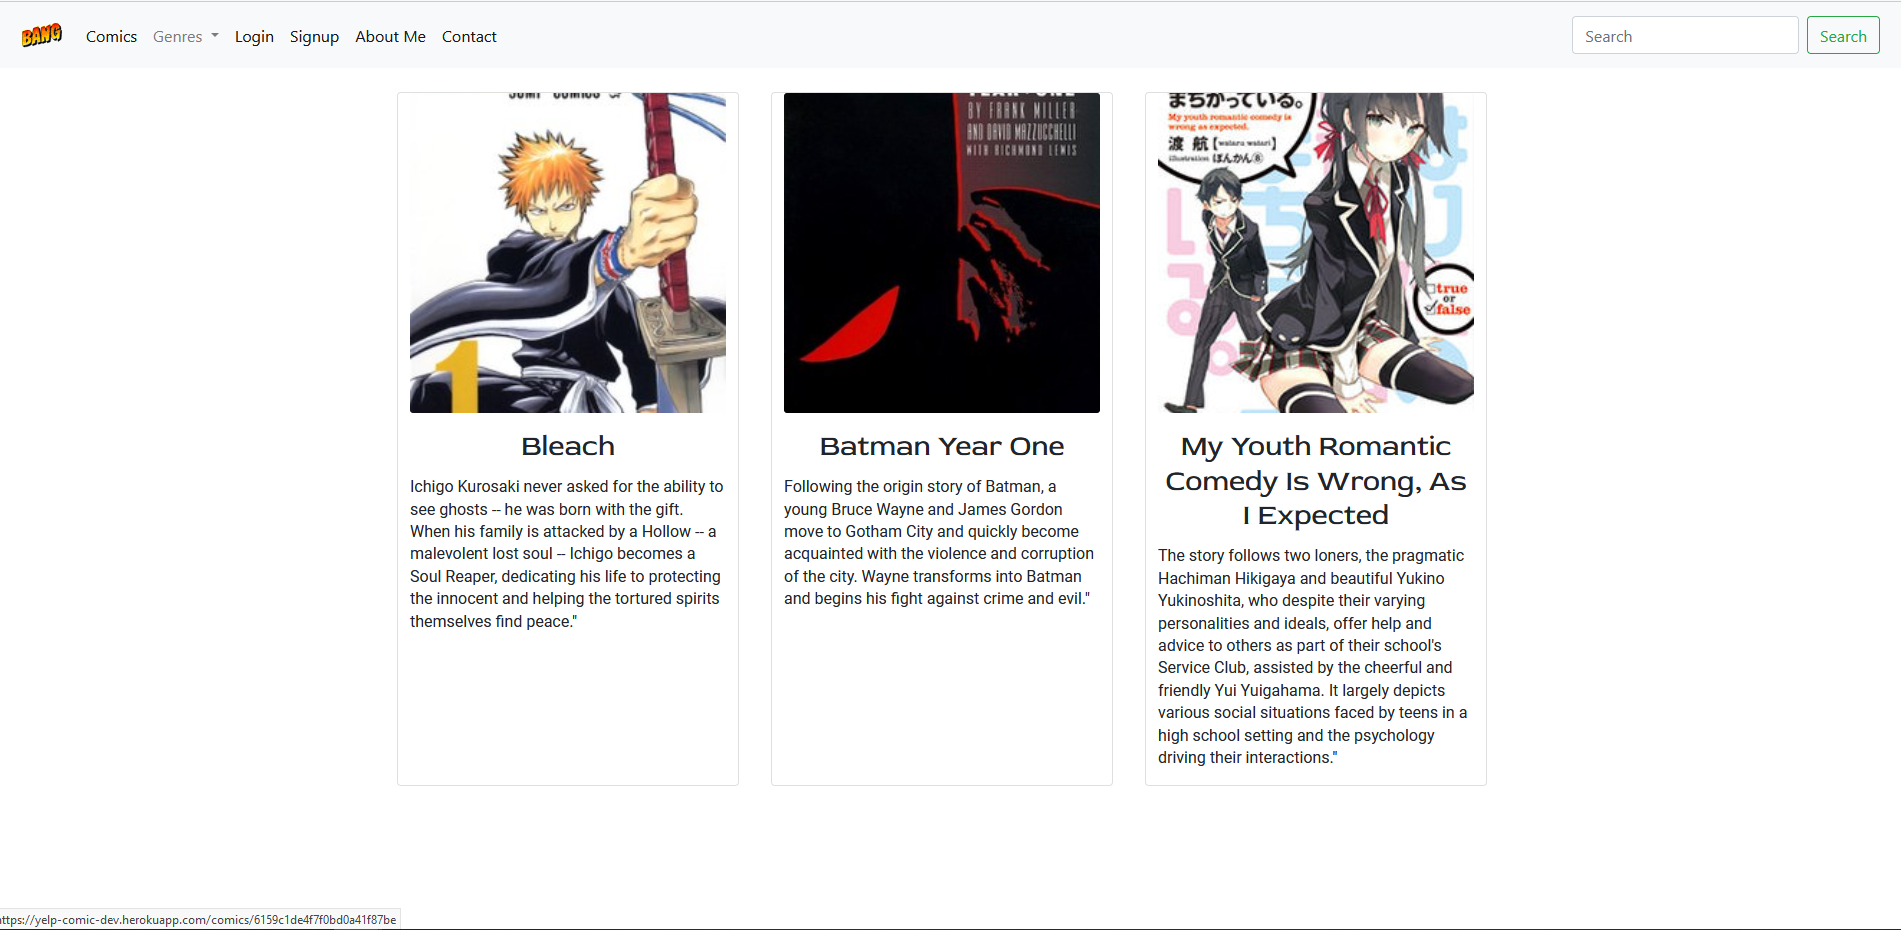 BANG
Comics
Genres
Login
Signup
About Me
Contact
Search
Search
JUMP COMICS
1
Bleach
Ichigo Kurosaki never asked for the ability to
see ghosts -- he was born with the gift.
When his family is attacked by a Hollow -- a
malevolent lost soul -- Ichigo becomes a
Soul Reaper, dedicating his life to protecting
the innocent and helping the tortured spirits
themselves find peace."
YEAR ONE
BY FRANK MILLER
AND DAVID MAZZUCCHELLI
WITH RICHMOND LEWIS
Batman Year One
Following the origin story of Batman, a
young Bruce Wayne and James Gordon
move to Gotham City and quickly become
acquainted with the violence and corruption
of the city. Wayne transforms into Batman
and begins his fight against crime and evil."
まちがっている。
My youth romantic comedy is
wrong as expected.
渡 航【wataru watari】
illustration ぽんかん⑧
true
or
false
My Youth Romantic
Comedy Is Wrong, As
I Expected
The story follows two loners, the pragmatic
Hachiman Hikigaya and beautiful Yukino
Yukinoshita, who despite their varying
personalities and ideals, offer help and
advice to others as part of their school's
Service Club, assisted by the cheerful and
friendly Yui Yuigahama. It largely depicts
various social situations faced by teens in a
high school setting and the psychology
driving their interactions."
https://yelp-comic-dev.herokuapp.com/comics/6159c1de4f7f0bd0a41f87be